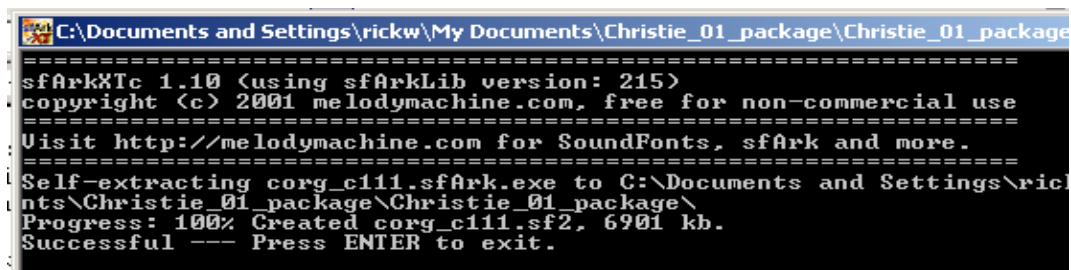 C:\Documents and Settings\rickw\My Documents\Christie_01_package\Christie_01_package
================================================================
sfArkXTc 1.10 (using sfArkLib version: 215)
copyright (c) 2001 melodymachine.com, free for non-commercial use
================================================================
Visit http://melodymachine.com for SoundFonts, sfArk and more.
================================================================
Self-extracting corg_c111.sfArk.exe to C:\Documents and Settings\ric
nts\Christie_01_package\Christie_01_package\
Progress: 100% Created corg_c111.sf2, 6901 kb.
Successful --- Press ENTER to exit.